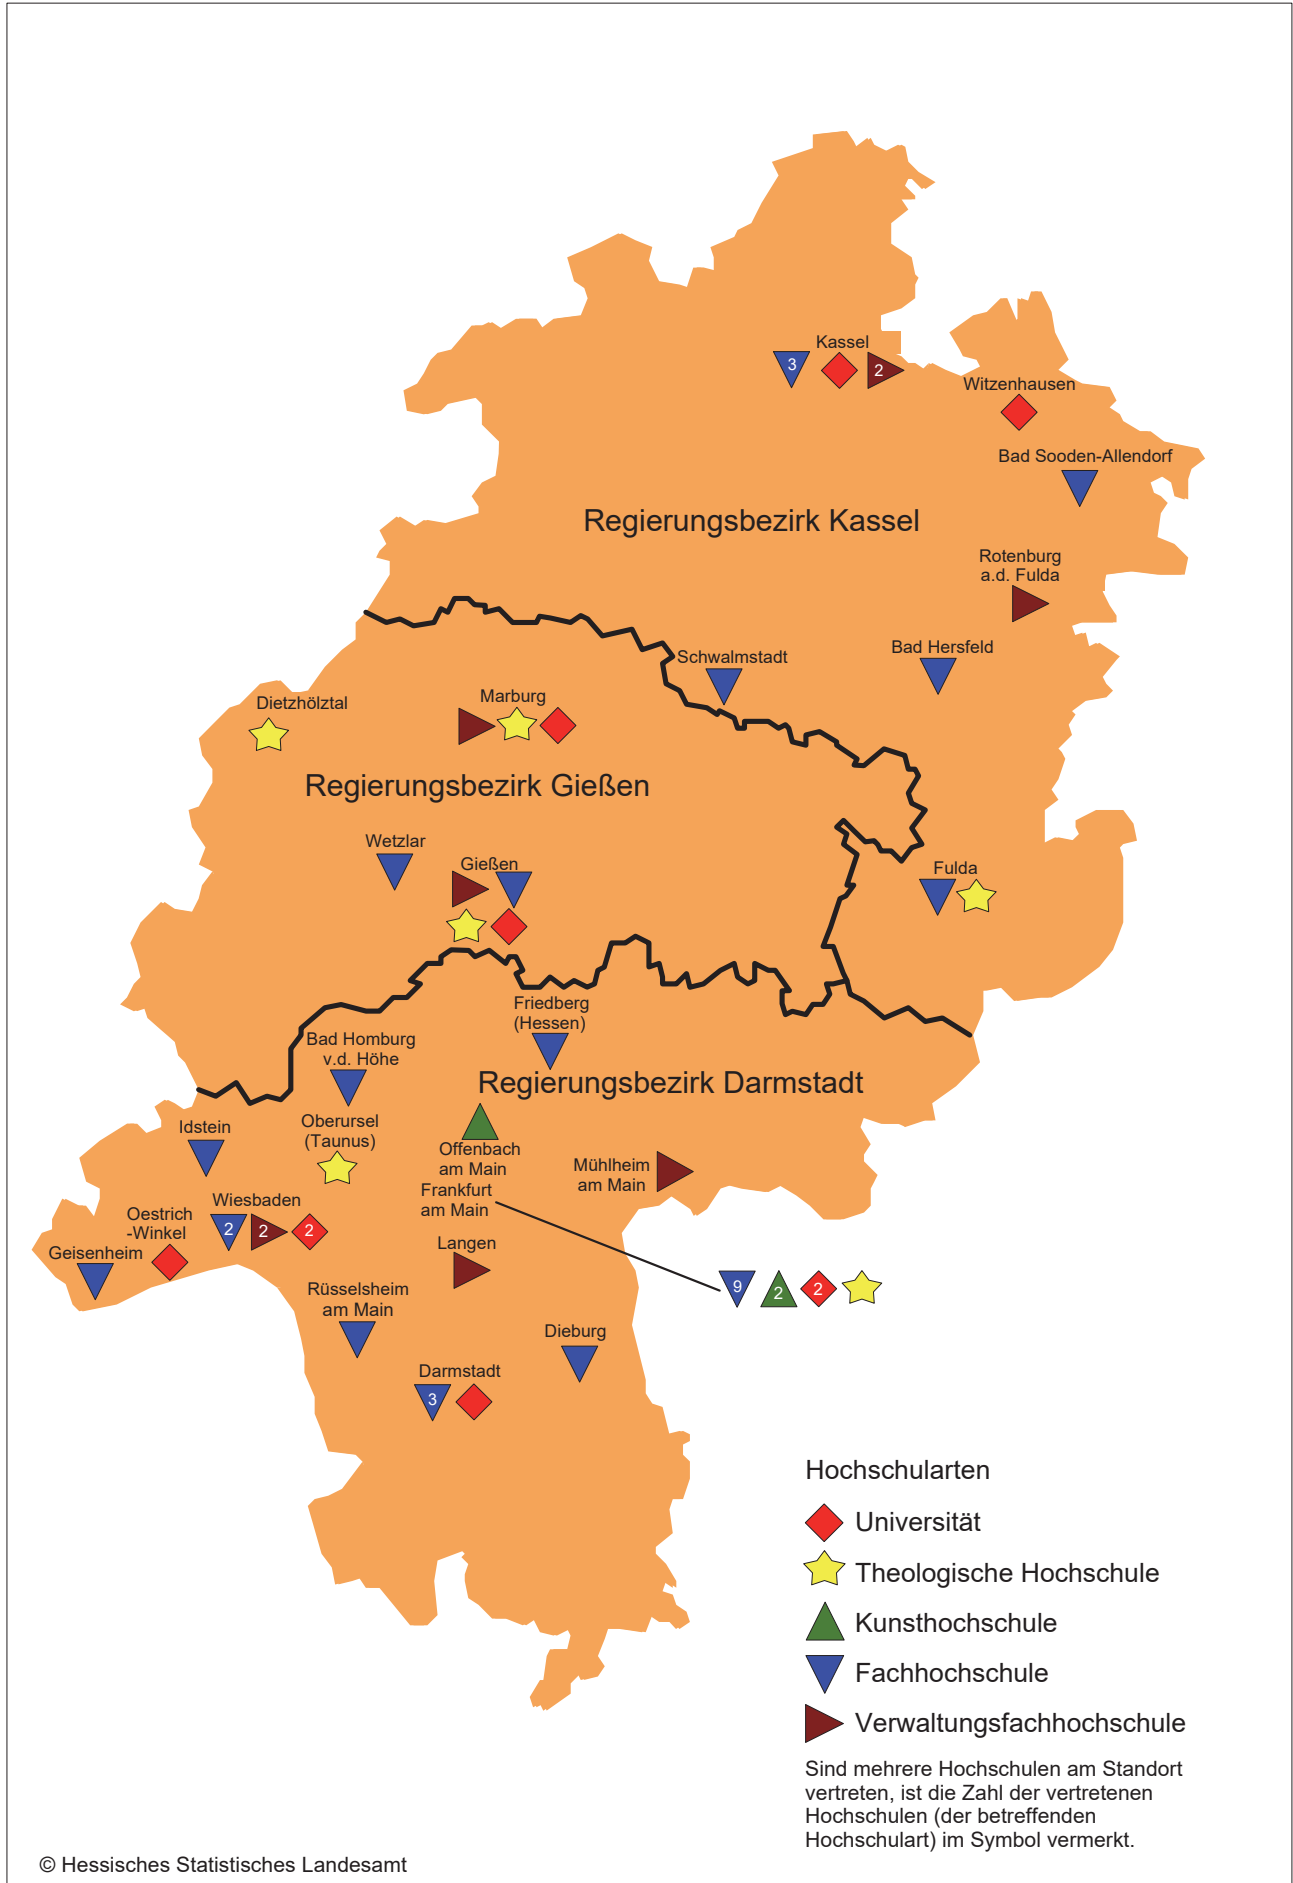 Kassel
3
2
Witzenhausen
Bad Sooden-Allendorf
Regierungsbezirk Kassel
Rotenburg
a.d. Fulda
Bad Hersfeld
Schwalmstadt
Marburg
Dietzhölztal
Regierungsbezirk Gießen
Wetzlar
Gießen
Fulda
Friedberg
(Hessen)
Bad Homburg
v.d. Höhe
Regierungsbezirk Darmstadt
Idstein
Oberursel
(Taunus)
Offenbach
am Main
Mühlheim
am Main
Frankfurt
am Main
9
2
2
Wiesbaden
2
2
2
Oestrich
-Winkel
Geisenheim
Langen
Rüsselsheim
am Main
Dieburg
Darmstadt
3
Hochschularten
Universität
Theologische Hochschule
Kunsthochschule
Fachhochschule
Verwaltungsfachhochschule
Sind mehrere Hochschulen am Standort
vertreten, ist die Zahl der vertretenen
Hochschulen (der betreffenden
Hochschulart) im Symbol vermerkt.
© Hessisches Statistisches Landesamt